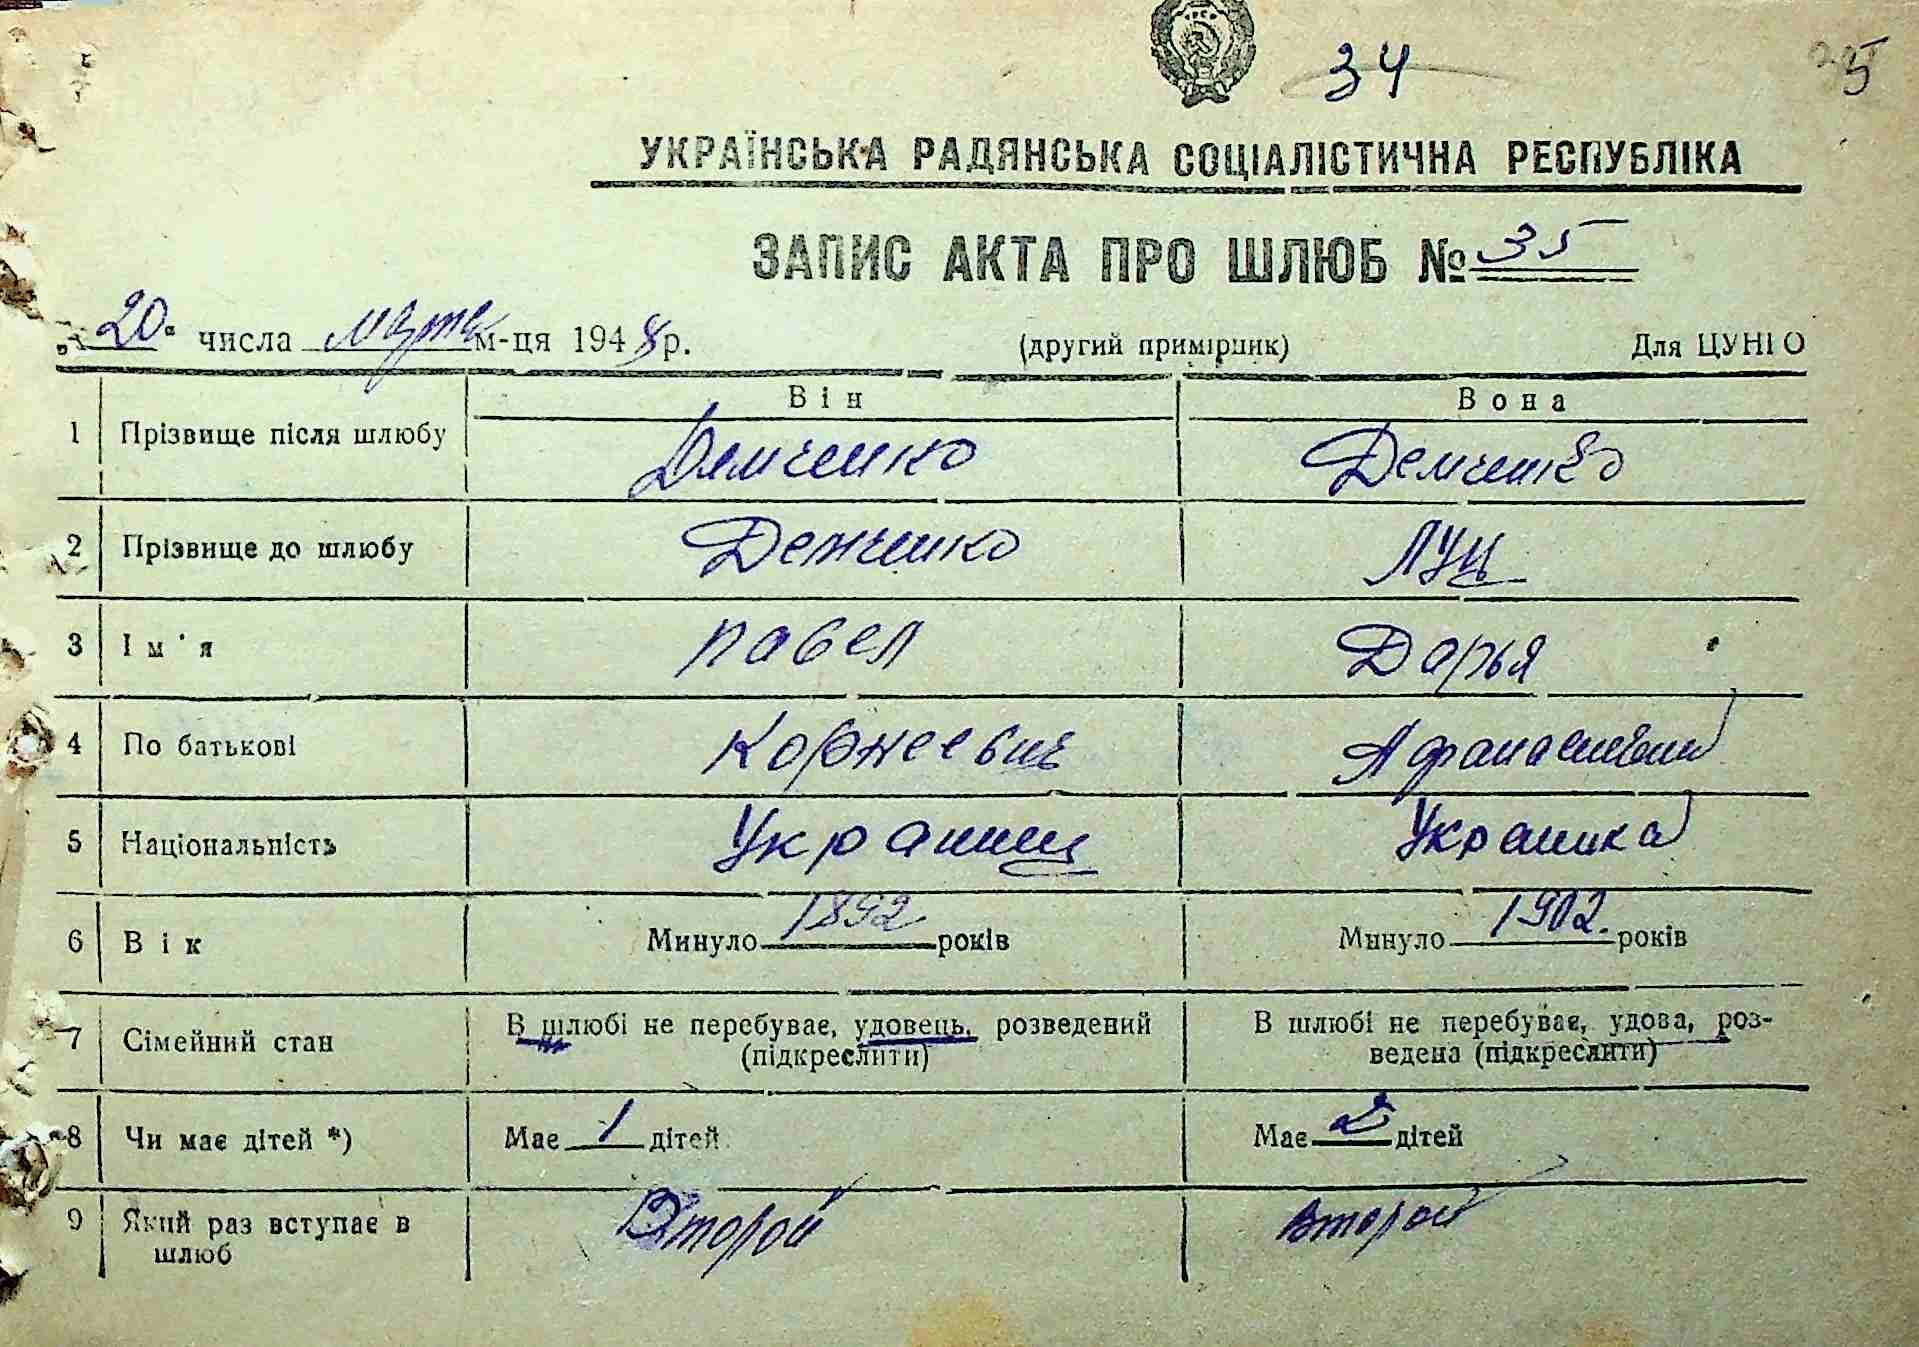 34
УКРАЇНСЬКА РАДЯНСЬКА СОЦІАЛІСТИЧНА РЕСПУБЛІКА
ЗАПИС АКТА ПРО ШЛЮБ № 35
„20“ числа марта м-ця 194 р. (другий примірник) Для ЦУНГО
Він Вона
1 Прізвище після шлюбу Демченко Демченко
2 Прізвище до шлюбу Демченко Луц
3 Ім'я Павел Дарья
4 По батькові Корнеевич Афанасиевна
5 Національність Украинец Украинка
6 Вік Минуло 1892 років Минуло 1902. років
7 Сімейний стан В шлюбі не перебуває, удовець, розведений В шлюбі не перебуває, удова, роз-
(підкреслити) ведена (підкреслити)
8 Чи має дітей *) Має 1 дітей Має 2 дітей
9 Який раз вступає в Второй Второй
шлюб